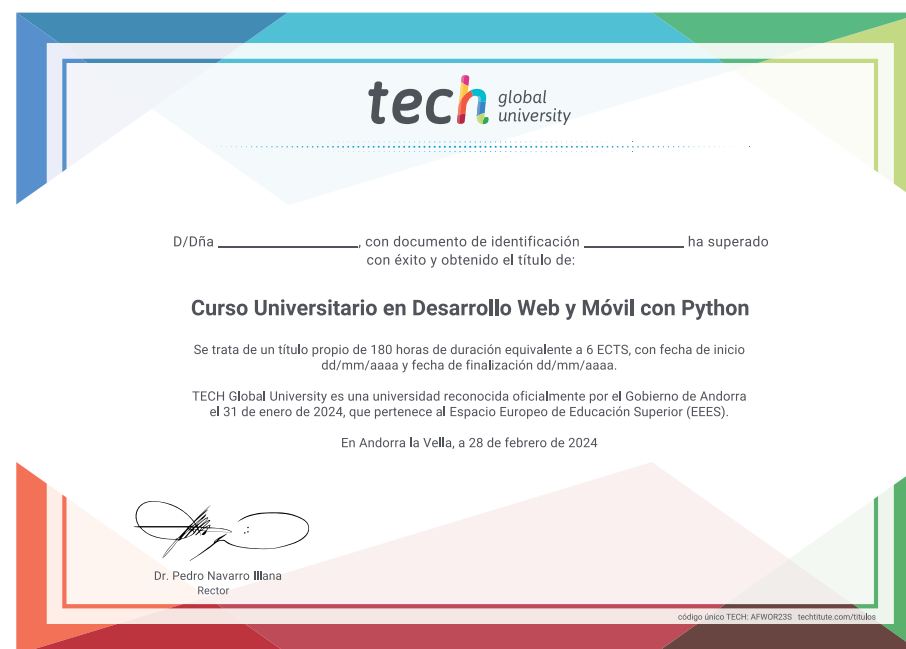 tech global university
D/Dña ____________________, con documento de identificación ______________ ha superado
con éxito y obtenido el título de:
Curso Universitario en Desarrollo Web y Móvil con Python
Se trata de un título propio de 180 horas de duración equivalente a 6 ECTS, con fecha de inicio
dd/mm/aaaa y fecha de finalización dd/mm/aaaa.
TECH Global University es una universidad reconocida oficialmente por el Gobierno de Andorra
el 31 de enero de 2024, que pertenece al Espacio Europeo de Educación Superior (EEES).
En Andorra la Vella, a 28 de febrero de 2024
Dr. Pedro Navarro Illana
Rector
código único TECH: AFWOR23S techtitute.com/titulos